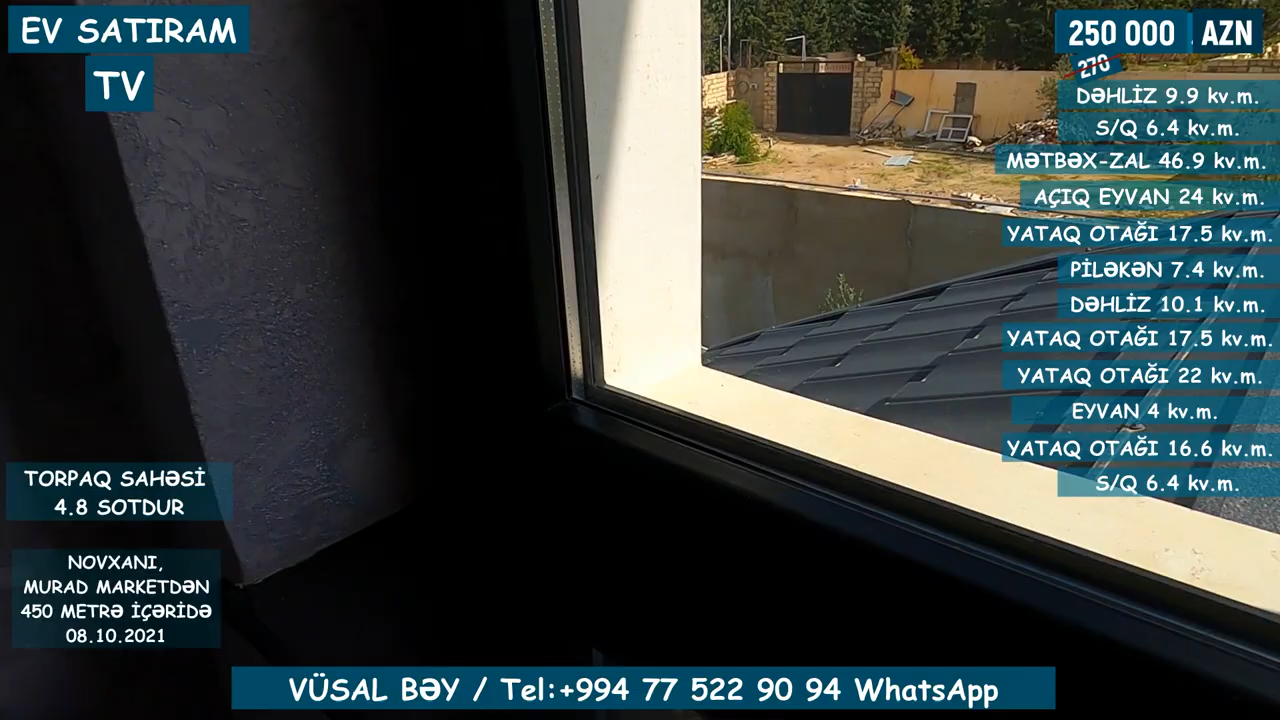 EV SATIRAM
TV
250 000 AZN
270
DƏHLİZ 9.9 kv.m.
S/Q 6.4 kv.m.
MƏTBƏX-ZAL 46.9 kv.m.
AÇIQ EYVAN 24 kv.m.
YATAQ OTAĞI 17.5 kv.m.
PİLƏKƏN 7.4 kv.m.
DƏHLİZ 10.1 kv.m.
YATAQ OTAĞI 17.5 kv.m.
YATAQ OTAĞI 22 kv.m.
EYVAN 4 kv.m.
YATAQ OTAĞI 16.6 kv.m.
S/Q 6.4 kv.m.
TORPAQ SAHƏSİ
4.8 SOTDUR
NOVXANI,
MURAD MARKETDƏN
450 METRƏ İÇƏRİDƏ
08.10.2021
VÜSAL BƏY / Tel:+994 77 522 90 94 WhatsApp